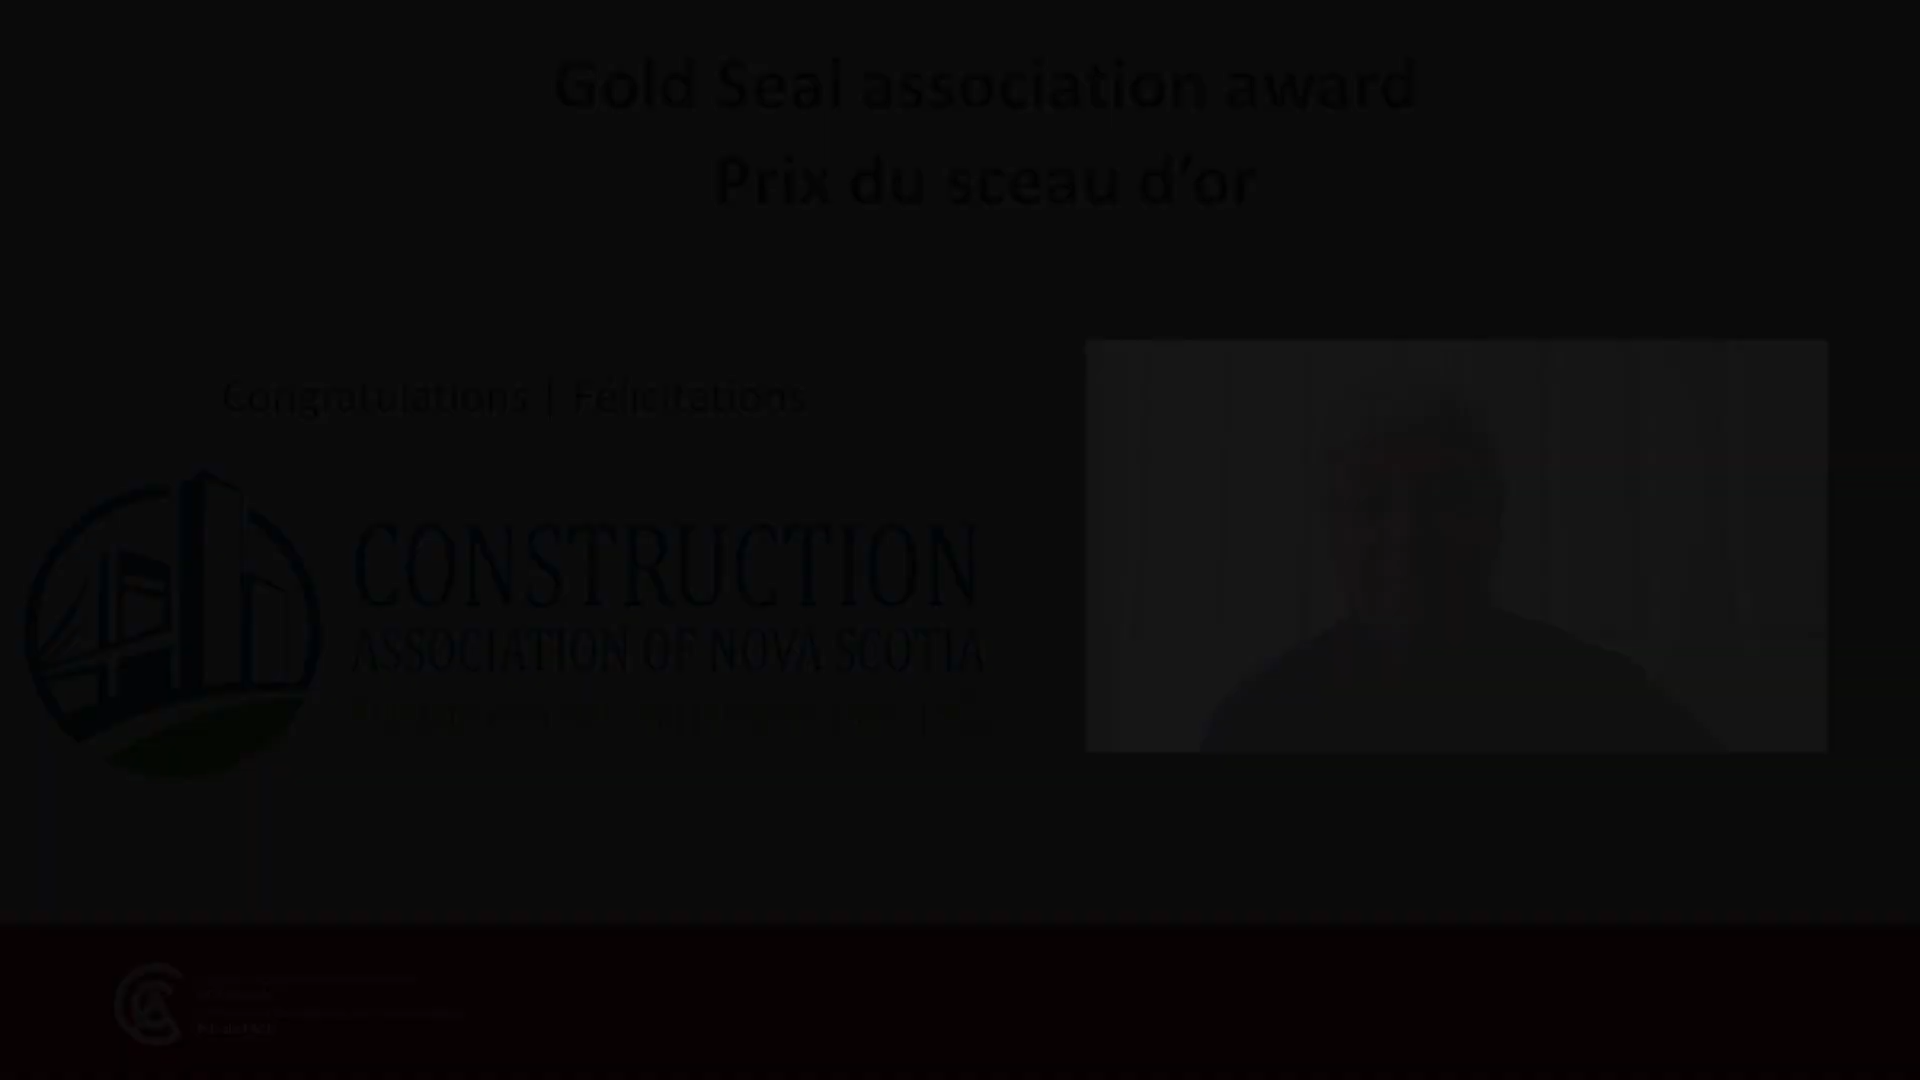 Gold Seal association award
Prix du sceau d'or
Congratulations | Félicitations
CONSTRUCTION
ASSOCIATION OF NOVA SCOTIA